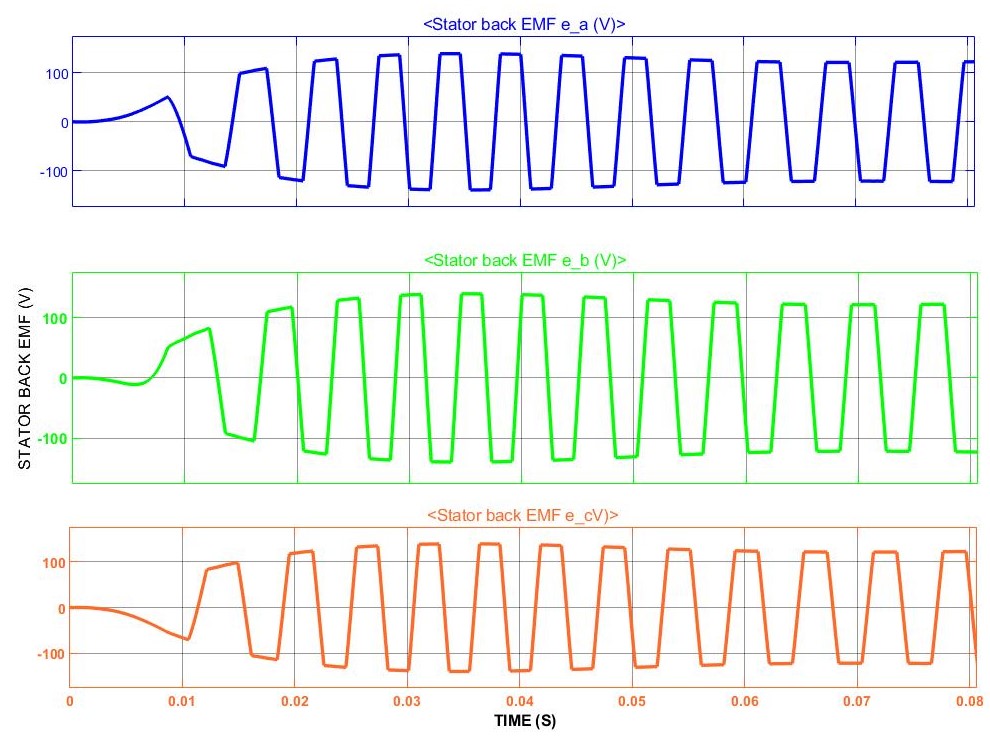 <Stator back EMF e_a (V)>
100
0
-100
<Stator back EMF e_b (V)>
STATOR BACK EMF (V)
100
0
-100
<Stator back EMF e_cV)>
100
0
-100
0 0.01 0.02 0.03 0.04 0.05 0.06 0.07 0.08
TIME (S)